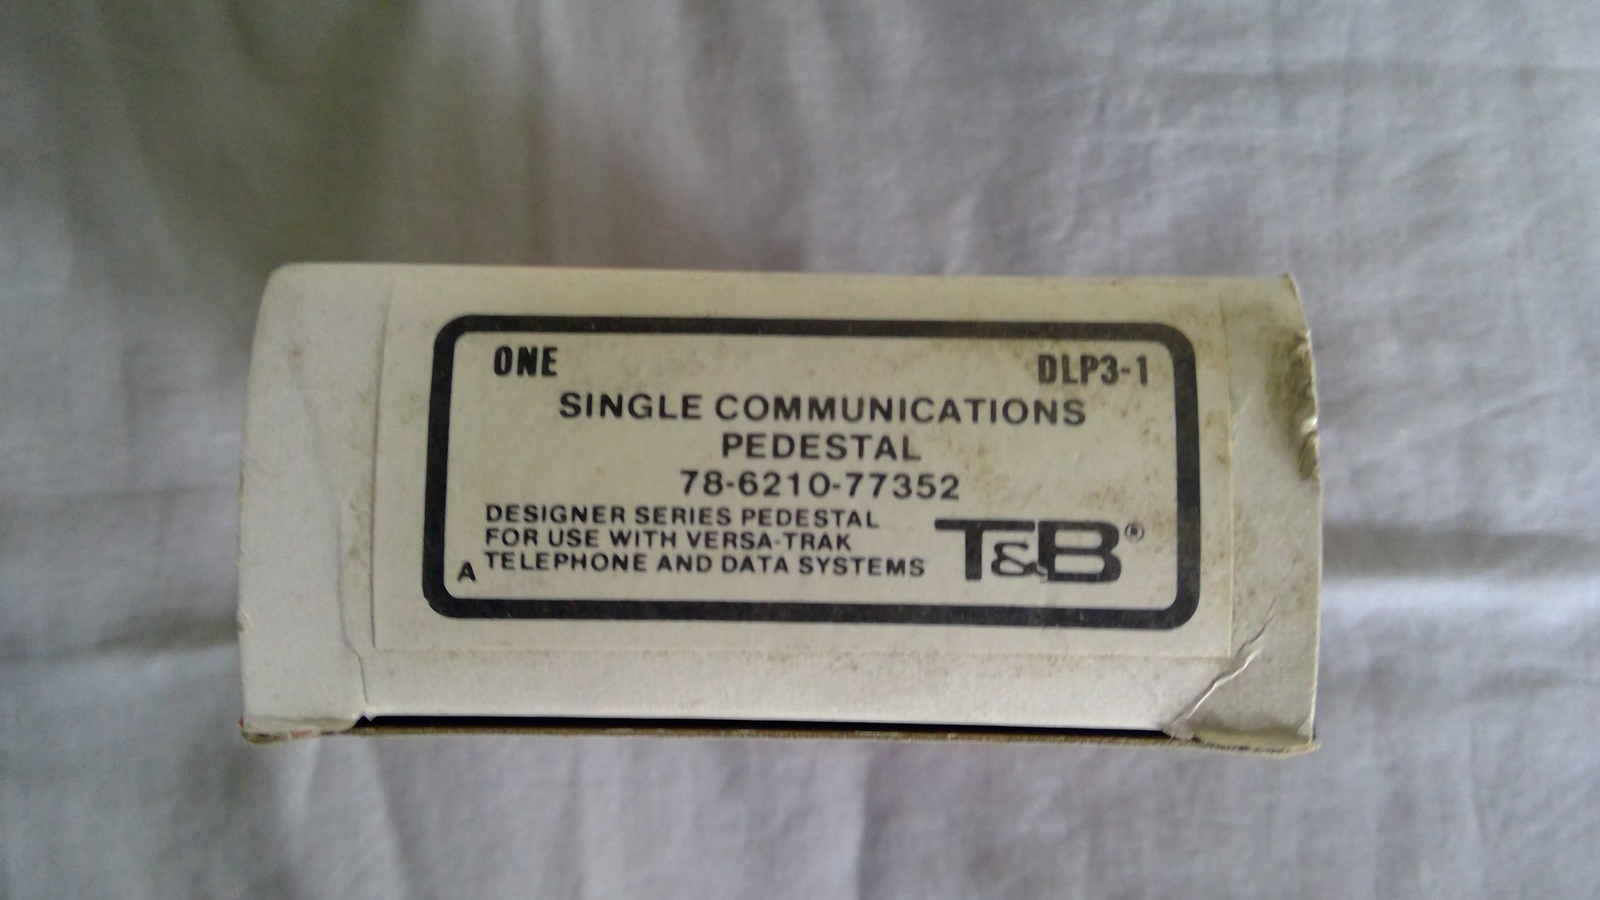 ONE DLP3-1
SINGLE COMMUNICATIONS
PEDESTAL
78-6210-77352
DESIGNER SERIES PEDESTAL
FOR USE WITH VERSA-TRAK
A TELEPHONE AND DATA SYSTEMS
T&B®